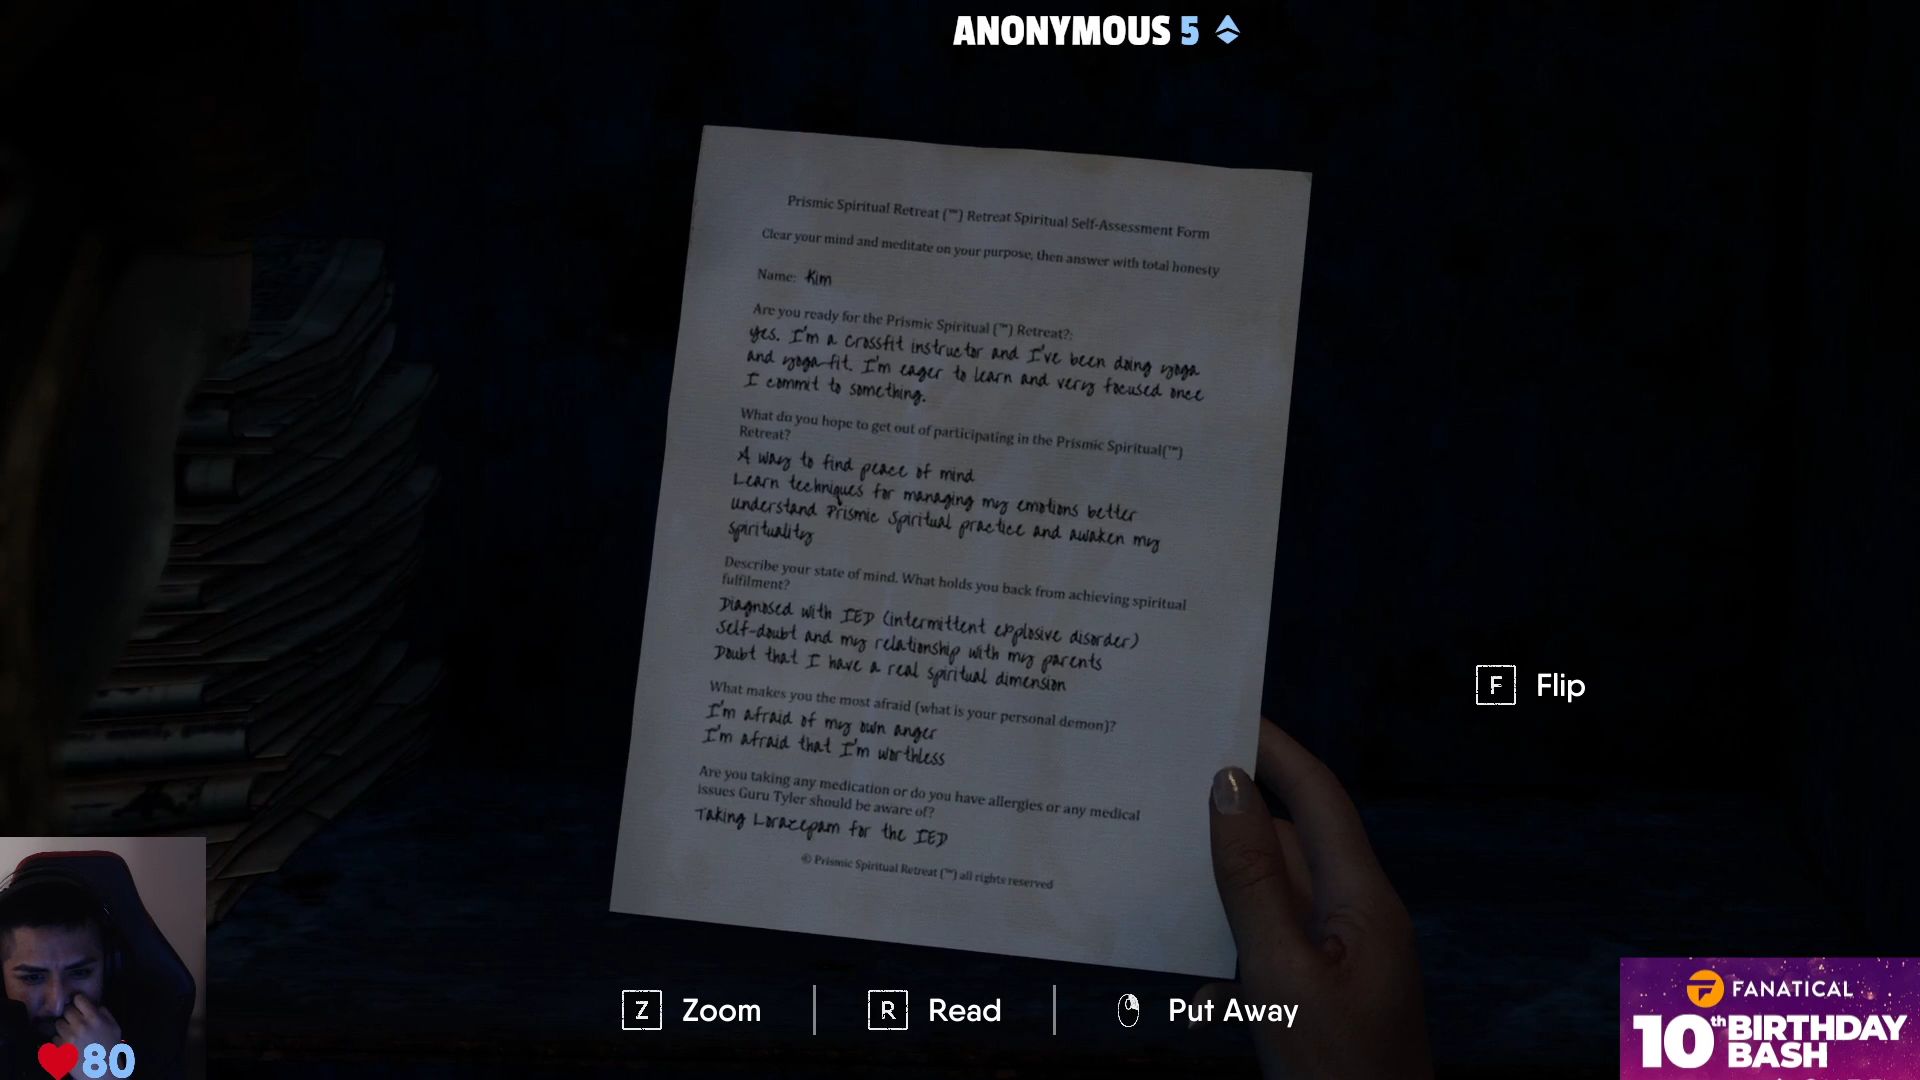 ANONYMOUS 5
Prismic Spiritual Retreat (™) Retreat Spiritual Self-Assessment Form
Clear your mind and meditate on your purpose, then answer with total honesty
Name: Kim
Are you ready for the Prismic Spiritual (™) Retreat?:
yes. I'm a crossfit instructor and I've been doing yoga
and yoga-fit. I'm eager to learn and very focused once
I commit to something.
What do you hope to get out of participating in the Prismic Spiritual(™)
Retreat?
A way to find peace of mind
Learn techniques for managing my emotions better
understand Prismic Spiritual practice and awaken my
spirituality
Describe your state of mind. What holds you back from achieving spiritual
fulfilment?
Diagnosed with IED (intermittent explosive disorder)
Self-doubt and my relationship with my parents
Doubt that I have a real spiritual dimension
What makes you the most afraid (what is your personal demon)?
I'm afraid of my own anger
I'm afraid that I'm worthless
Are you taking any medication or do you have allergies or any medical
issues Guru Tyler should be aware of?
Taking Lorazepam for the IED
© Prismic Spiritual Retreat (™) all rights reserved
F Flip
Z Zoom
R Read
Put Away
80
FANATICAL
10th BIRTHDAY
BASH